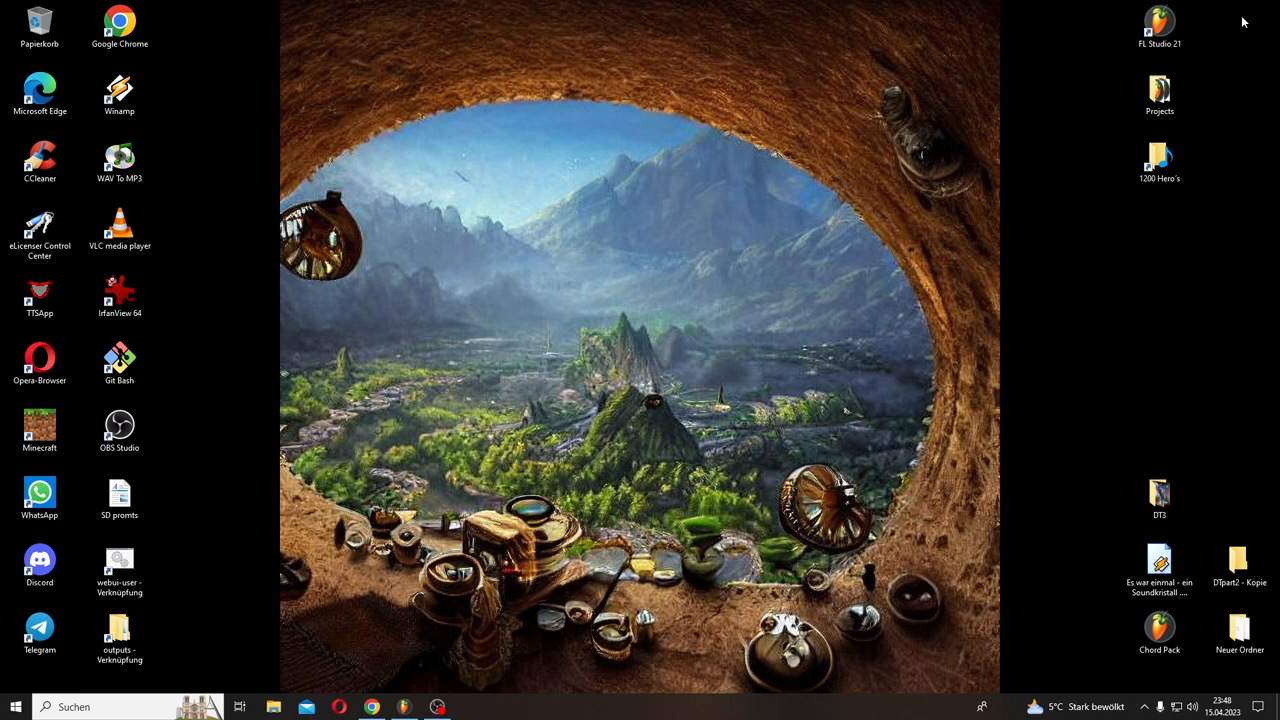 Papierkorb
Google Chrome
Microsoft Edge
Winamp
CCleaner
WAV To MP3
eLicenser Control
Center
VLC media player
TTSApp
IrfanView 64
Opera-Browser
Git Bash
Minecraft
OBS Studio
WhatsApp
SD promts
Discord
webui-user -
Verknüpfung
Telegram
outputs -
Verknüpfung
FL Studio 21
Projects
1200 Hero´s
DT3
Es war einmal - ein
Soundkristall ....
DTpart2 - Kopie
Chord Pack
Neuer Ordner
Suchen
5°C Stark bewölkt
23:48
15.04.2023